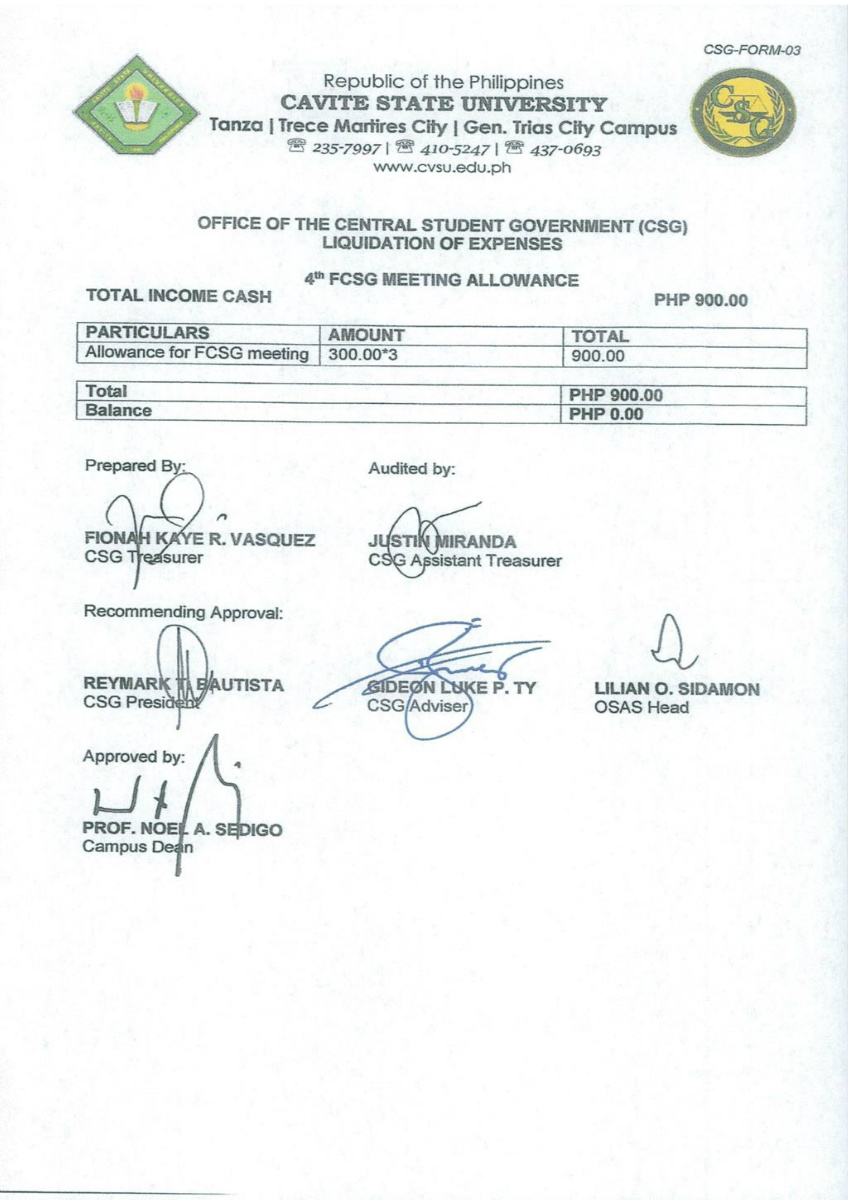 CSG-FORM-03
Republic of the Philippines
CAVITE STATE UNIVERSITY
Tanza | Trece Martires City | Gen. Trias City Campus
☏ 235-7997 | ☏ 410-5247 | ☏ 437-0693
www.cvsu.edu.ph
CSG
OFFICE OF THE CENTRAL STUDENT GOVERNMENT (CSG)
LIQUIDATION OF EXPENSES
4th FCSG MEETING ALLOWANCE
TOTAL INCOME CASH PHP 900.00
PARTICULARS AMOUNT TOTAL
Allowance for FCSG meeting 300.00*3 900.00
Total PHP 900.00
Balance PHP 0.00
Prepared By: Audited by:
FIONAH KAYE R. VASQUEZ JUSTIN MIRANDA
CSG Treasurer CSG Assistant Treasurer
Recommending Approval:
REYMARK T. BAUTISTA GIDEON LUKE P. TY LILIAN O. SIDAMON
CSG President CSG Adviser OSAS Head
Approved by:
PROF. NOEL A. SEDIGO
Campus Dean